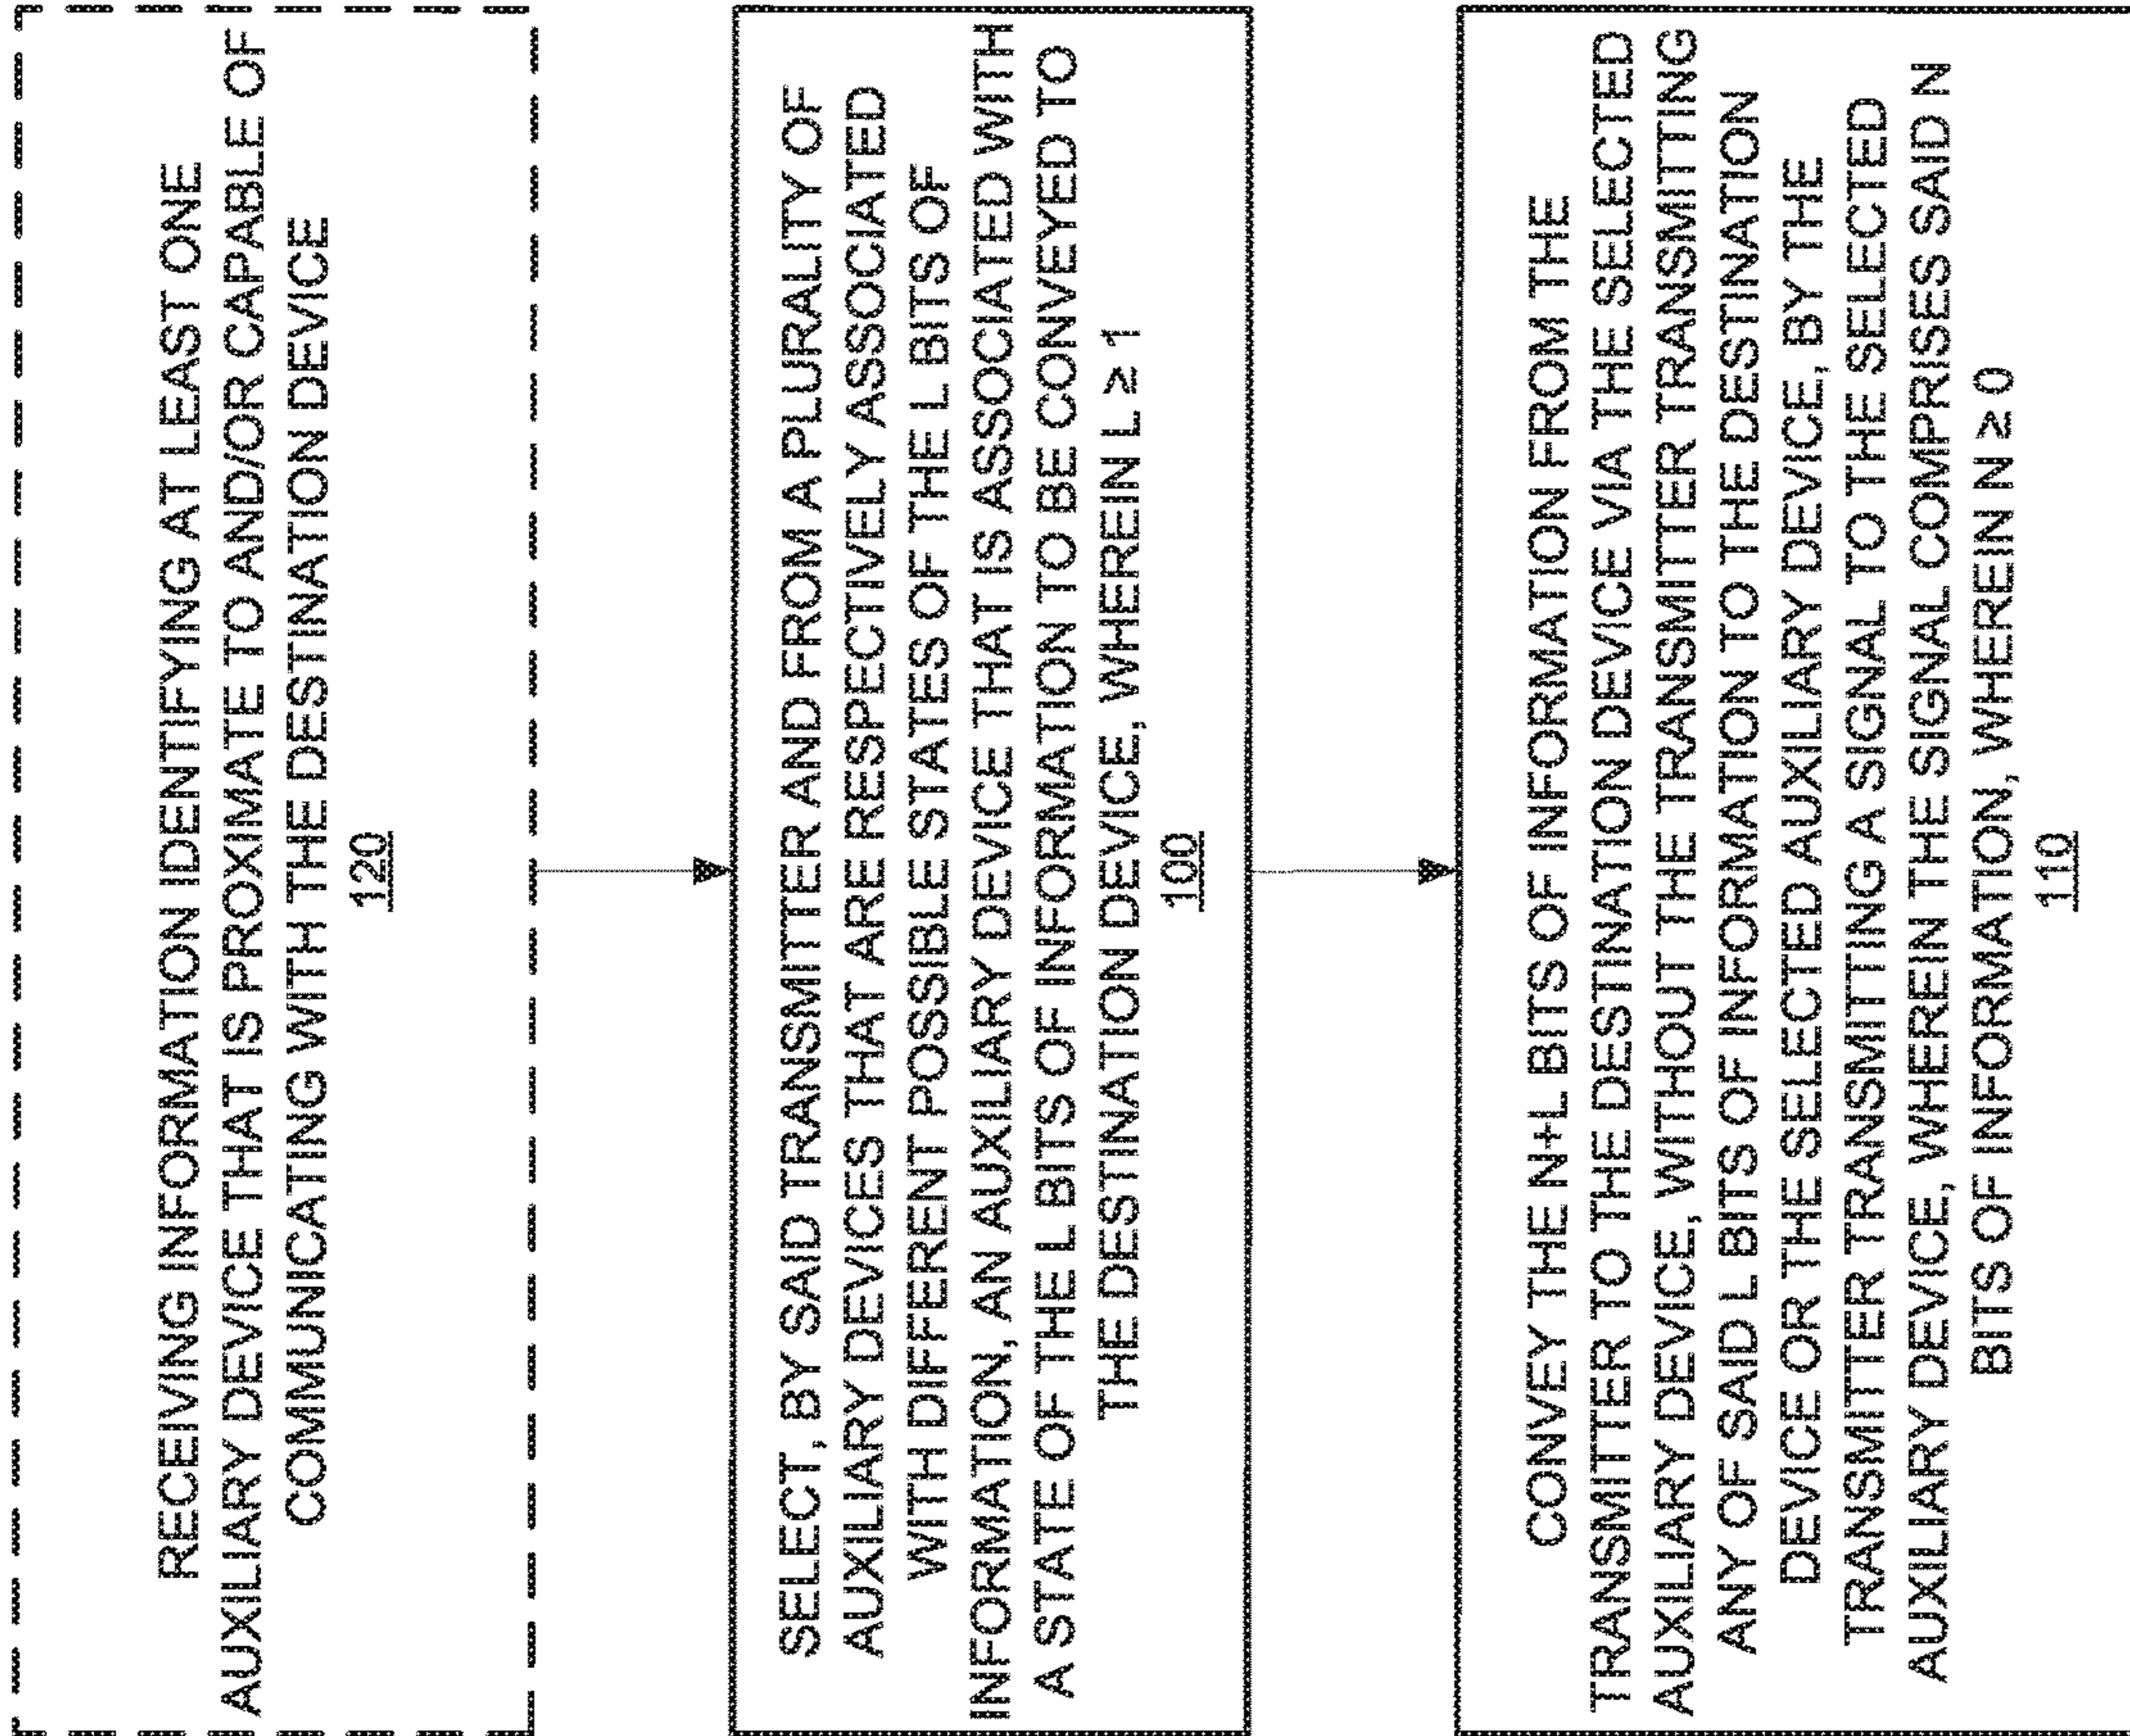 RECEIVING INFORMATION IDENTIFYING AT LEAST ONE
AUXILIARY DEVICE THAT IS PROXIMATE TO AND/OR CAPABLE OF
COMMUNICATING WITH THE DESTINATION DEVICE
120
SELECT, BY SAID TRANSMITTER AND FROM A PLURALITY OF
AUXILIARY DEVICES THAT ARE RESPECTIVELY ASSOCIATED
WITH DIFFERENT POSSIBLE STATES OF THE L BITS OF
INFORMATION, AN AUXILIARY DEVICE THAT IS ASSOCIATED WITH
A STATE OF THE L BITS OF INFORMATION TO BE CONVEYED TO
THE DESTINATION DEVICE, WHEREIN L ≥ 1
100
CONVEY THE N+L BITS OF INFORMATION FROM THE
TRANSMITTER TO THE DESTINATION DEVICE VIA THE SELECTED
AUXILIARY DEVICE, WITHOUT THE TRANSMITTER TRANSMITTING
ANY OF SAID L BITS OF INFORMATION TO THE DESTINATION
DEVICE OR THE SELECTED AUXILIARY DEVICE, BY THE
TRANSMITTER TRANSMITTING A SIGNAL TO THE SELECTED
AUXILIARY DEVICE, WHEREIN THE SIGNAL COMPRISES SAID N
BITS OF INFORMATION, WHEREIN N ≥ 0
110